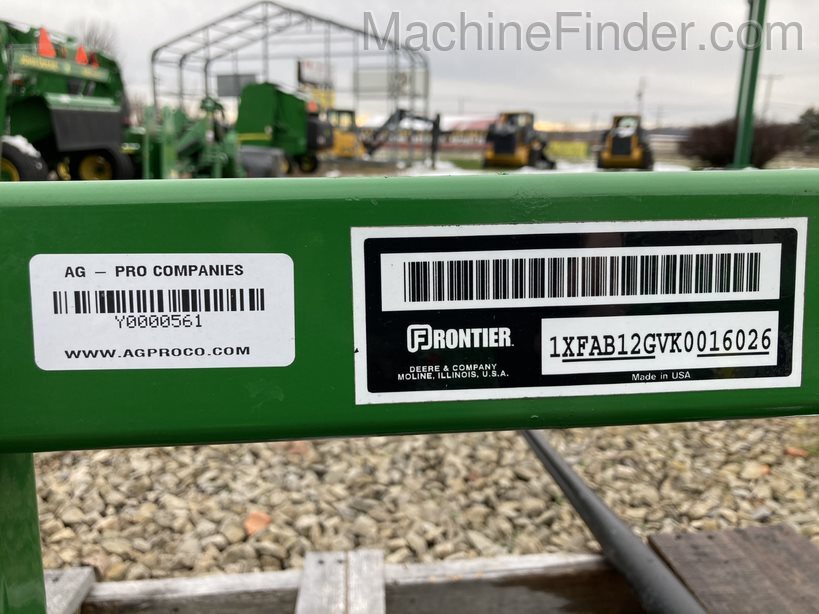 MachineFinder.com
AG – PRO COMPANIES
Y0000561
WWW.AGPROCO.COM
FRONTIER
1XFAB12GVK0016026
DEERE & COMPANY
MOLINE, ILLINOIS, U.S.A.
Made in USA